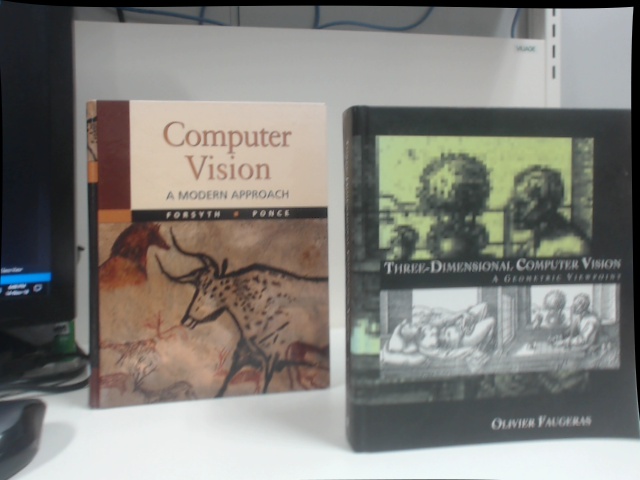 Computer
Vision
A MODERN APPROACH
FORSYTH PONCE
THREE-DIMENSIONAL COMPUTER VISION
A GEOMETRIC VIEWPOINT
OLIVIER FAUGERAS